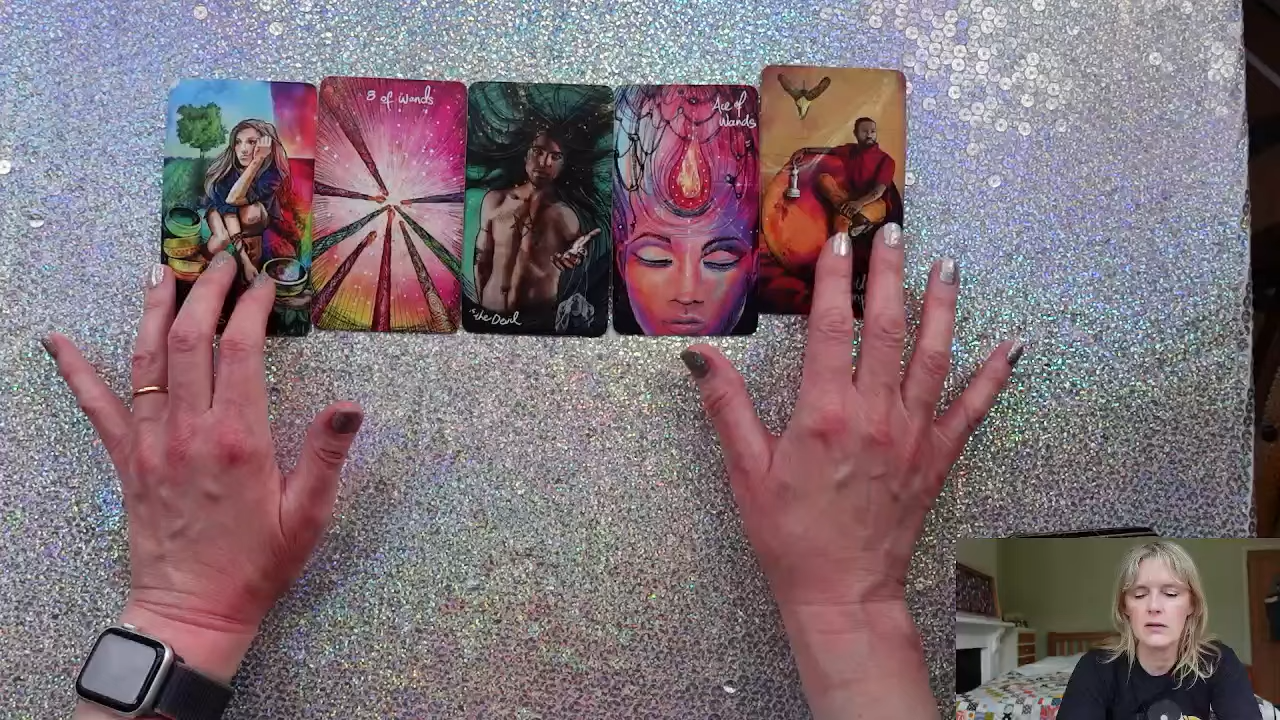 8 of Wands
the Devil
Ace of
Wands